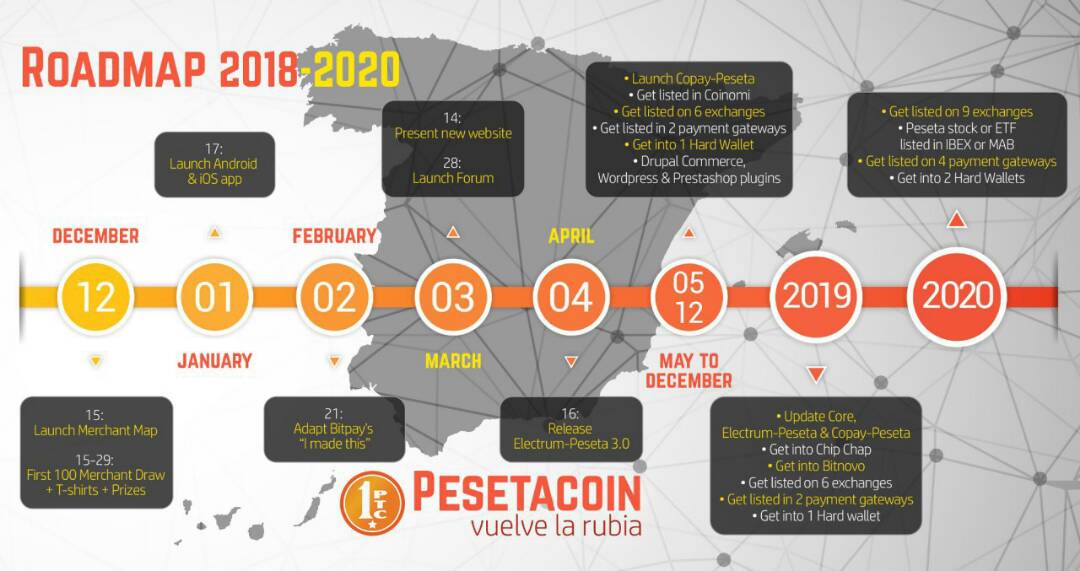 ROADMAP 2018-2020
17:
Launch Android
& iOS app
14:
Present new website
28:
Launch Forum
• Launch Copay-Peseta
• Get listed in Coinomi
• Get listed on 6 exchanges
• Get listed in 2 payment gateways
• Get into 1 Hard Wallet
• Drupal Commerce,
Wordpress & Prestashop plugins
• Get listed on 9 exchanges
• Peseta stock or ETF
listed in IBEX or MAB
• Get listed on 4 payment gateways
• Get into 2 Hard Wallets
DECEMBER
FEBRUARY
APRIL
12
01
02
03
04
05
12
2019
2020
JANUARY
MARCH
MAY TO
DECEMBER
15:
Launch Merchant Map
15-29:
First 100 Merchant Draw
+ T-shirts + Prizes
21:
Adapt Bitpay's
"I made this"
16:
Release
Electrum-Peseta 3.0
• Update Core,
Electrum-Peseta & Copay-Peseta
• Get into Chip Chap
• Get into Bitnovo
• Get listed on 6 exchanges
• Get listed in 2 payment gateways
• Get into 1 Hard wallet
1 PTC
PESETACOIN
vuelve la rubia